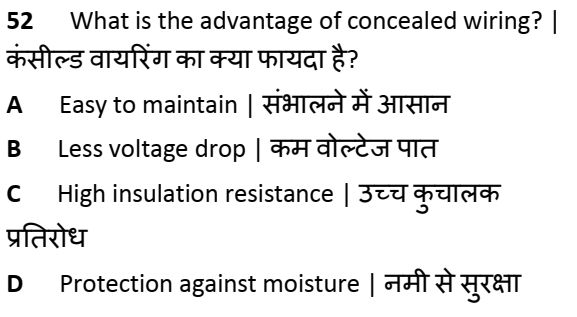 52 What is the advantage of concealed wiring? |
कंसील्ड वायरिंग का क्या फायदा है?
A Easy to maintain | संभालने में आसान
B Less voltage drop | कम वोल्टेज पात
C High insulation resistance | उच्च कुचालक
प्रतिरोध
D Protection against moisture | नमी से सुरक्षा